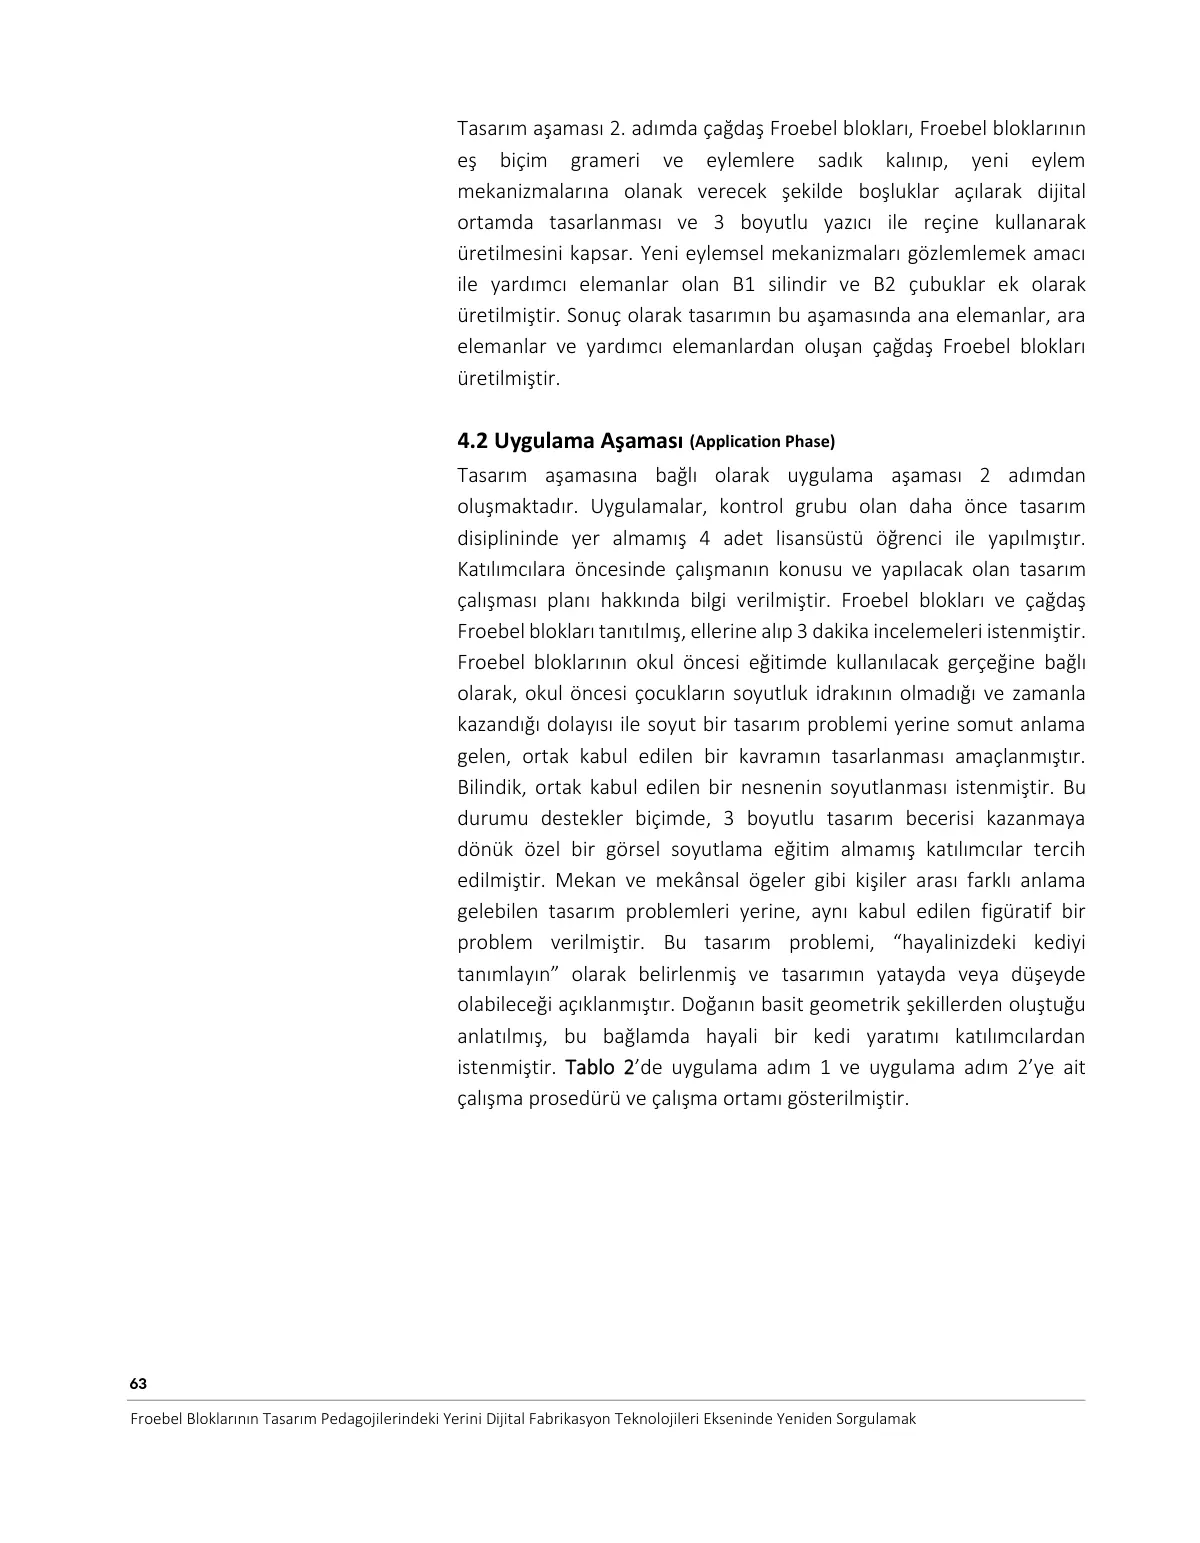 Tasarım aşaması 2. adımda çağdaş Froebel blokları, Froebel bloklarının
eş biçim grameri ve eylemlere sadık kalınıp, yeni eylem
mekanizmalarına olanak verecek şekilde boşluklar açılarak dijital
ortamda tasarlanması ve 3 boyutlu yazıcı ile reçine kullanarak
üretilmesini kapsar. Yeni eylemsel mekanizmaları gözlemlemek amacı
ile yardımcı elemanlar olan B1 silindir ve B2 çubuklar ek olarak
üretilmiştir. Sonuç olarak tasarımın bu aşamasında ana elemanlar, ara
elemanlar ve yardımcı elemanlardan oluşan çağdaş Froebel blokları
üretilmiştir.
4.2 Uygulama Aşaması (Application Phase)
Tasarım aşamasına bağlı olarak uygulama aşaması 2 adımdan
oluşmaktadır. Uygulamalar, kontrol grubu olan daha önce tasarım
disiplininde yer almamış 4 adet lisansüstü öğrenci ile yapılmıştır.
Katılımcılara öncesinde çalışmanın konusu ve yapılacak olan tasarım
çalışması planı hakkında bilgi verilmiştir. Froebel blokları ve çağdaş
Froebel blokları tanıtılmış, ellerine alıp 3 dakika incelemeleri istenmiştir.
Froebel bloklarının okul öncesi eğitimde kullanılacak gerçeğine bağlı
olarak, okul öncesi çocukların soyutluk idrakının olmadığı ve zamanla
kazandığı dolayısı ile soyut bir tasarım problemi yerine somut anlama
gelen, ortak kabul edilen bir kavramın tasarlanması amaçlanmıştır.
Bilindik, ortak kabul edilen bir nesnenin soyutlanması istenmiştir. Bu
durumu destekler biçimde, 3 boyutlu tasarım becerisi kazanmaya
dönük özel bir görsel soyutlama eğitim almamış katılımcılar tercih
edilmiştir. Mekan ve mekânsal ögeler gibi kişiler arası farklı anlama
gelebilen tasarım problemleri yerine, aynı kabul edilen figüratif bir
problem verilmiştir. Bu tasarım problemi, “hayalinizdeki kediyi
tanımlayın” olarak belirlenmiş ve tasarımın yatayda veya düşeyde
olabileceği açıklanmıştır. Doğanın basit geometrik şekillerden oluştuğu
anlatılmış, bu bağlamda hayali bir kedi yaratımı katılımcılardan
istenmiştir. Tablo 2’de uygulama adım 1 ve uygulama adım 2’ye ait
çalışma prosedürü ve çalışma ortamı gösterilmiştir.
63
Froebel Bloklarının Tasarım Pedagojilerindeki Yerini Dijital Fabrikasyon Teknolojileri Ekseninde Yeniden Sorgulamak